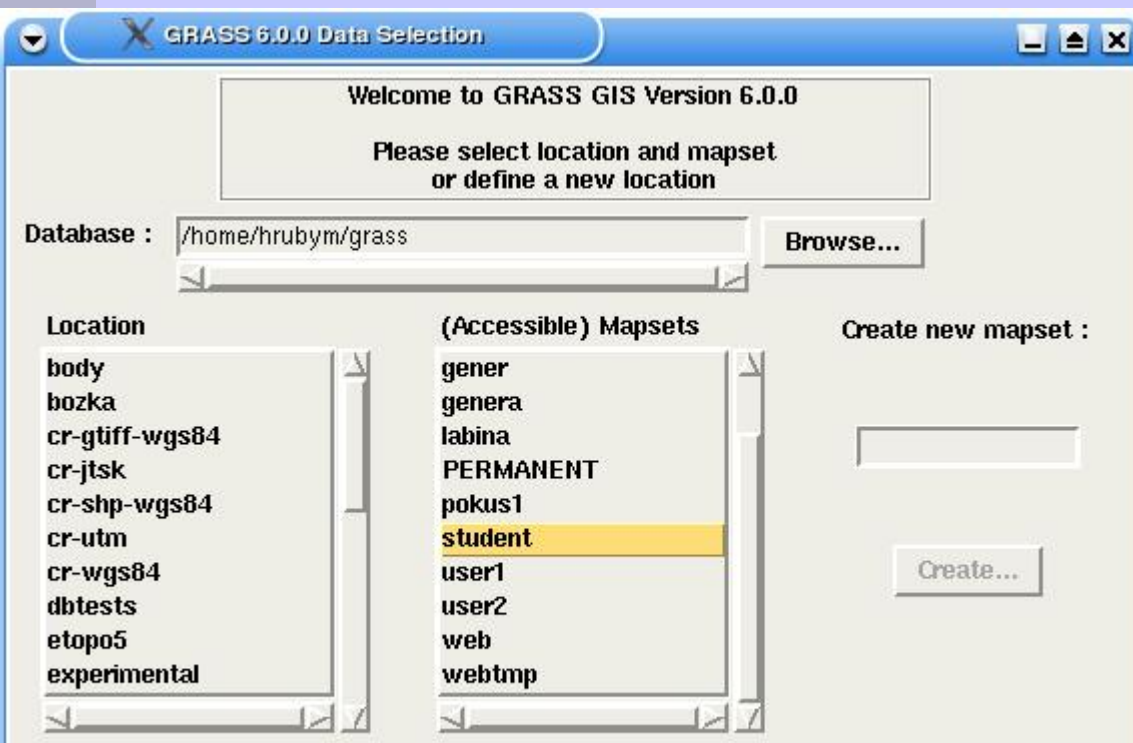 GRASS 6.0.0 Data Selection
Welcome to GRASS GIS Version 6.0.0
Please select location and mapset
or define a new location
Database :
/home/hrubym/grass
Browse...
Location
body
bozka
cr-gtiff-wgs84
cr-jtsk
cr-shp-wgs84
cr-utm
cr-wgs84
dbtests
etopo5
experimental
(Accessible) Mapsets
gener
genera
labina
PERMANENT
pokus1
student
user1
user2
web
webtmp
Create new mapset :
Create...